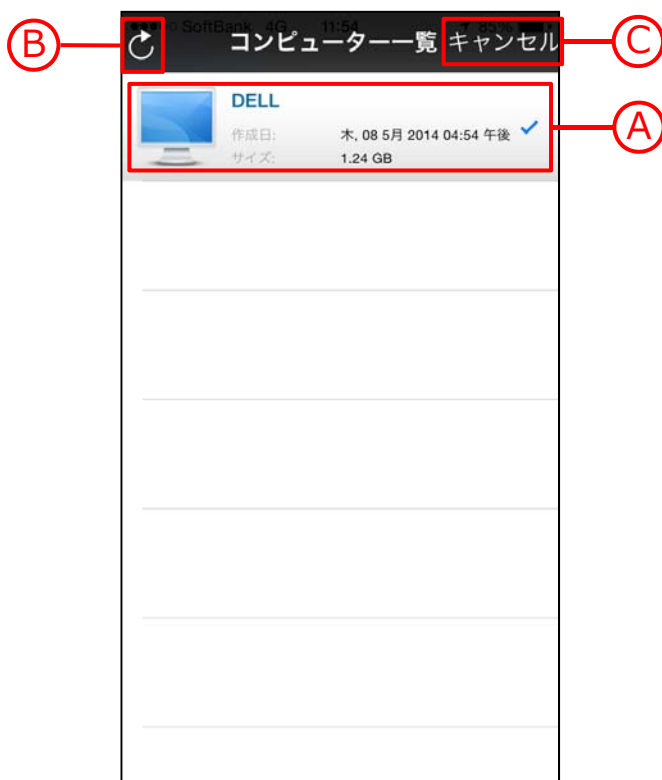 SoftBank 4G 11:54 85%
B コンピューター一覧 キャンセル C
DELL
A
作成日: 木, 08 5月 2014 04:54 午後
サイズ: 1.24 GB